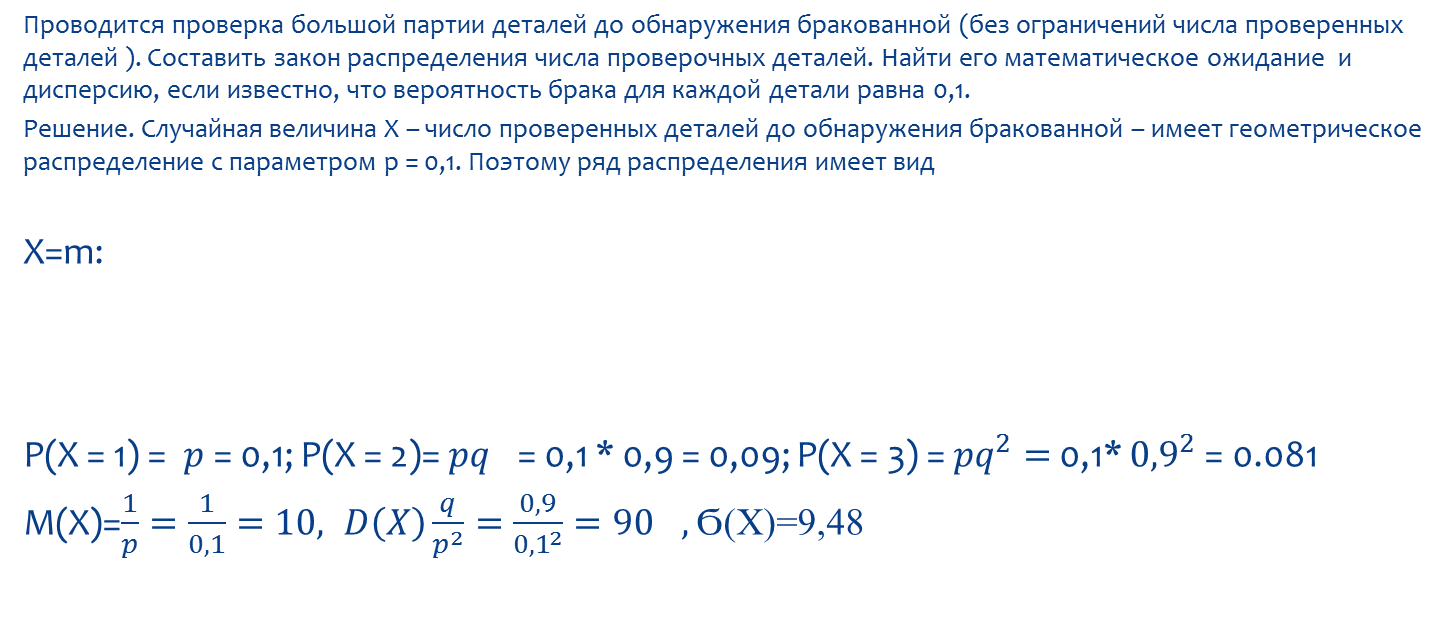 Проводится проверка большой партии деталей до обнаружения бракованной (без ограничений числа проверенных
деталей ). Составить закон распределения числа проверочных деталей. Найти его математическое ожидание и
дисперсию, если известно, что вероятность брака для каждой детали равна 0,1.
Решение. Случайная величина X – число проверенных деталей до обнаружения бракованной – имеет геометрическое
распределение с параметром p = 0,1. Поэтому ряд распределения имеет вид
X=m:
P(X = 1) = p = 0,1; P(X = 2)= pq = 0,1 * 0,9 = 0,09; P(X = 3) = pq² = 0,1* 0,9² = 0.081
M(X)=1/p = 1/0,1 = 10, D(X) q/p² = 0,9/0,1² = 90 , Ϭ(X)=9,48